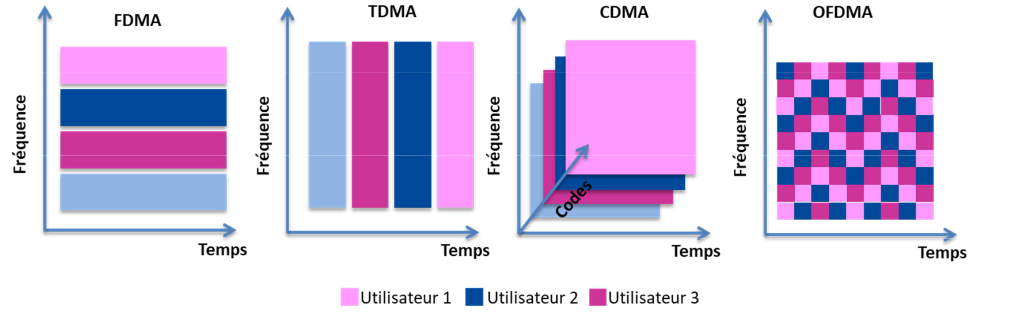 FDMA
TDMA
CDMA
OFDMA
Fréquence
Fréquence
Fréquence
Fréquence
Codes
Temps
Temps
Temps
Temps
Utilisateur 1
Utilisateur 2
Utilisateur 3